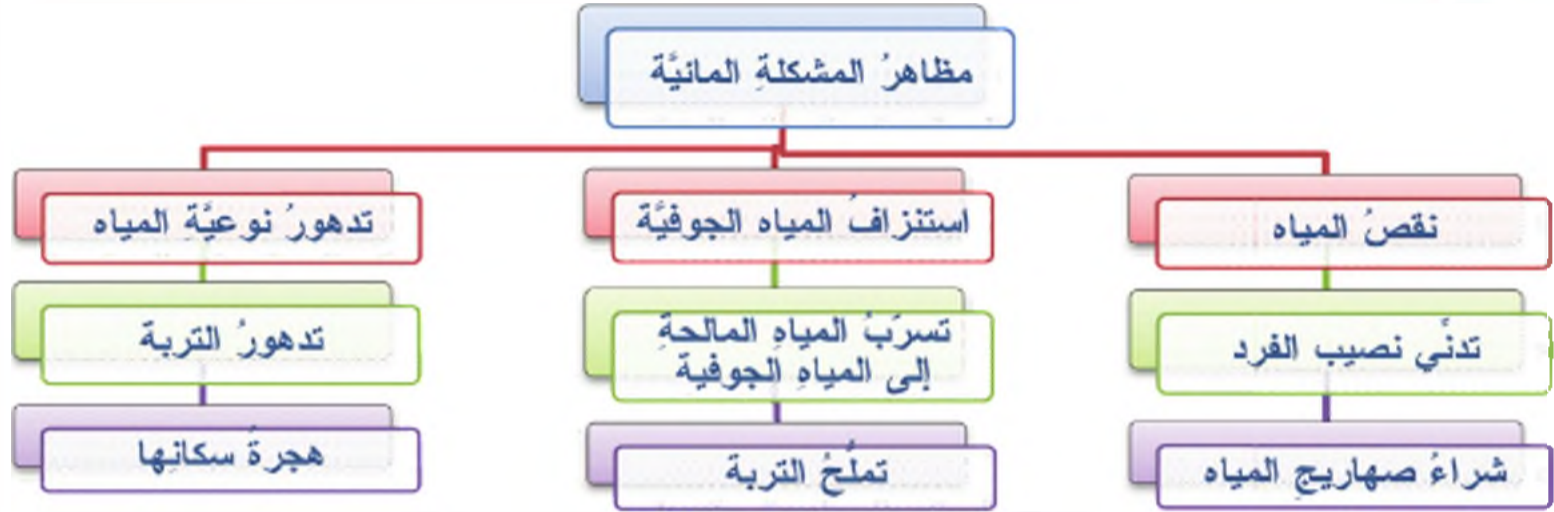 مظاهرُ المشكلةِ المانيَّة
نقصُ المياه
استنزافُ المياه الجوفيَّة
تدهورُ نوعيَّةِ المياه
تدنّي نصيب الفرد
تسرّبُ المياهِ المالحةِ
إلى المياهِ الجوفية
تدهورُ التربة
شراءُ صهاريجِ المياه
تملُّحُ التربة
هجرةُ سكانِها